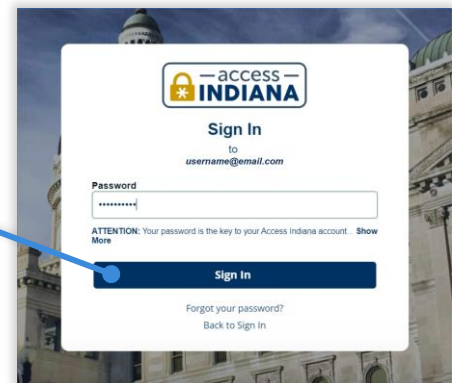 access
INDIANA
Sign In
to
username@email.com
Password
ATTENTION: Your password is the key to your Access Indiana account... Show
More
Sign In
Forgot your password?
Back to Sign In